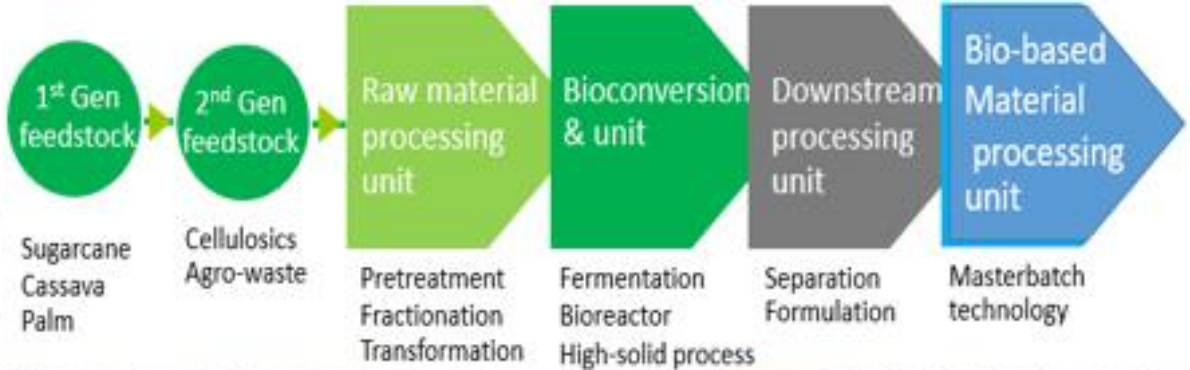 1st Gen
feedstock
2nd Gen
feedstock
Raw material
processing
unit
Bioconversion
& unit
Downstream
processing
unit
Bio-based
Material
processing
unit
Sugarcane
Cassava
Palm
Cellulosics
Agro-waste
Pretreatment
Fractionation
Transformation
Fermentation
Bioreactor
High-solid process
Separation
Formulation
Masterbatch
technology